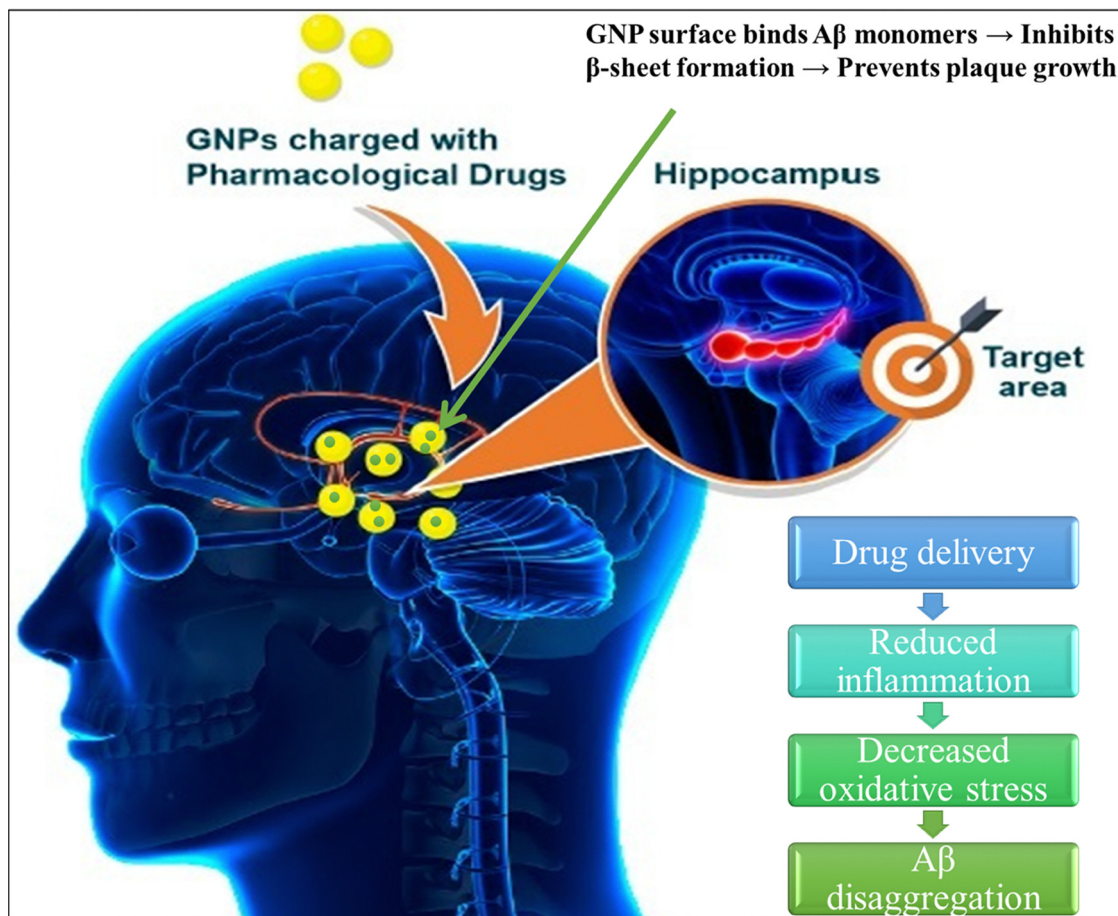 GNP surface binds Aβ monomers → Inhibits
β-sheet formation → Prevents plaque growth
GNPs charged with
Pharmacological Drugs
Hippocampus
Target
area
Drug delivery
Reduced
inflammation
Decreased
oxidative stress
Aβ
disaggregation